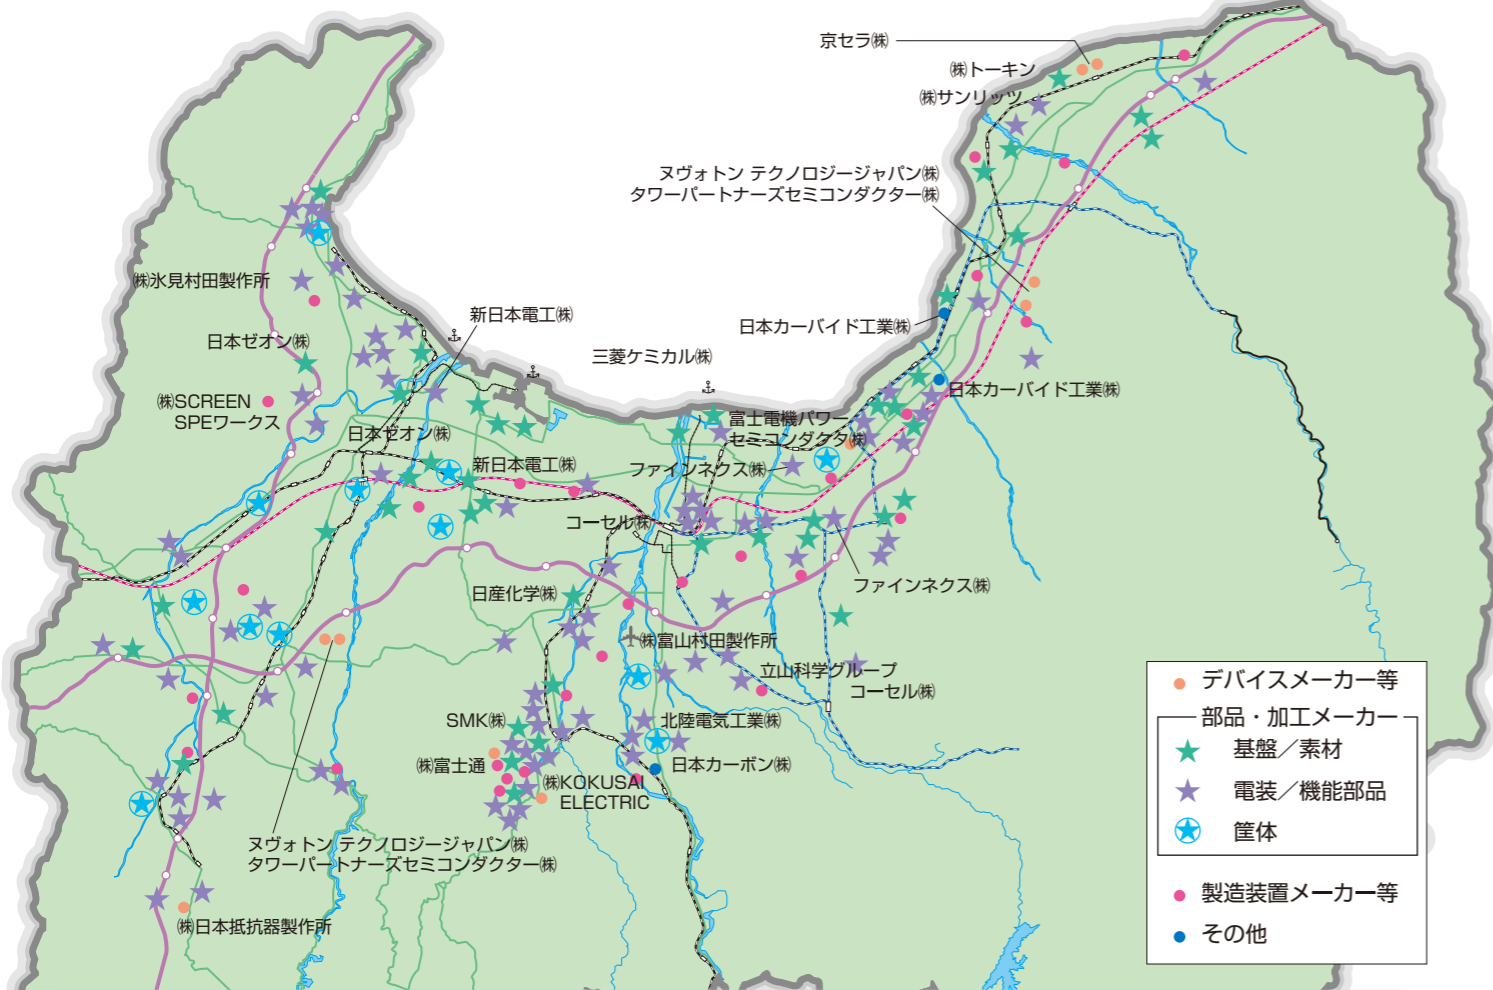 京セラ㈱
㈱トーキン
㈱サンリッツ
ヌヴォトン テクノロジージャパン㈱
タワーパートナーズセミコンダクター㈱
㈱氷見村田製作所
新日本電工㈱
日本カーバイド工業㈱
日本ゼオン㈱
三菱ケミカル㈱
㈱SCREEN
SPEワークス
日本カーバイド工業㈱
日本ゼオン㈱
富士電機パワー
セミコンダクタ㈱
新日本電工㈱
ファインネクス㈱
コーセル㈱
ファインネクス㈱
日産化学㈱
㈱富山村田製作所
立山科学グループ
コーセル㈱
SMK㈱
北陸電気工業㈱
㈱富士通
日本カーボン㈱
㈱KOKUSAI
ELECTRIC
ヌヴォトン テクノロジージャパン㈱
タワーパートナーズセミコンダクター㈱
㈱日本抵抗器製作所
デバイスメーカー等
部品・加工メーカー
基盤／素材
電装／機能部品
筐体
製造装置メーカー等
その他